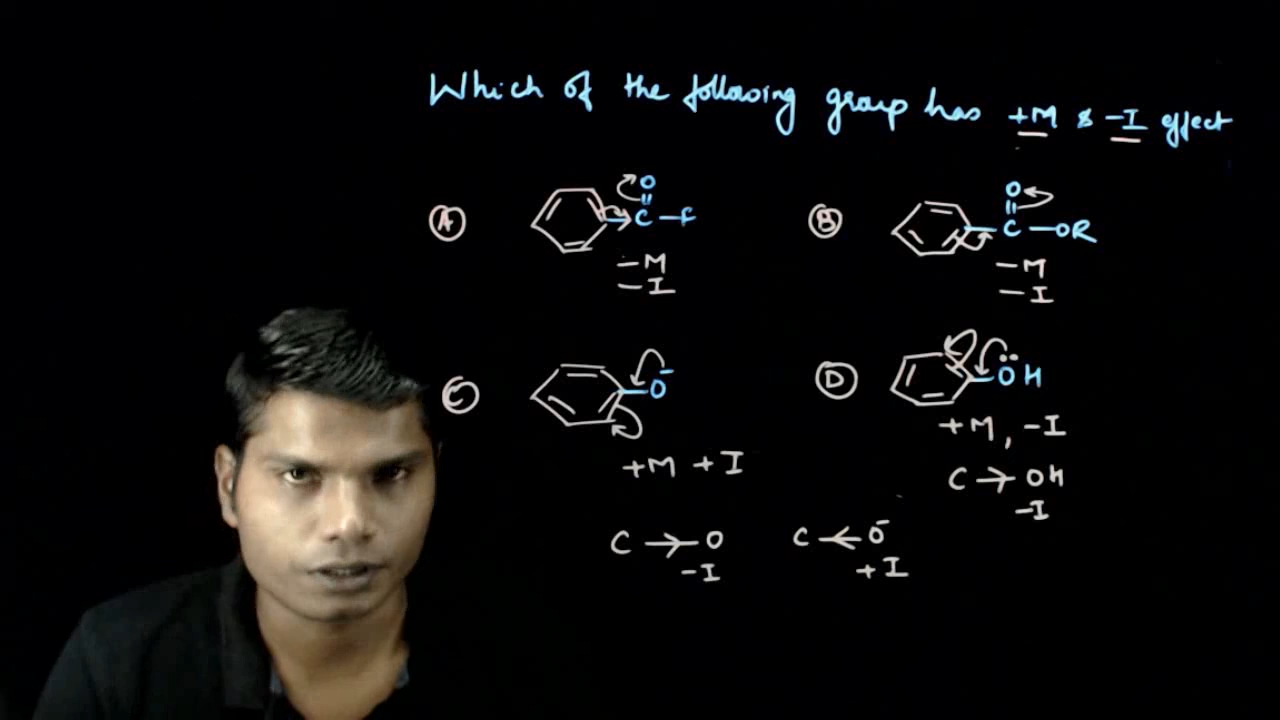 Which of the following group has +M & -I effect
A
O
C - F
-M
-I
B
O
C - OR
-M
-I
C
O-
+M +I
C → O
-I
C ← O-
+I
D
OH
+M, -I
C → OH
-I